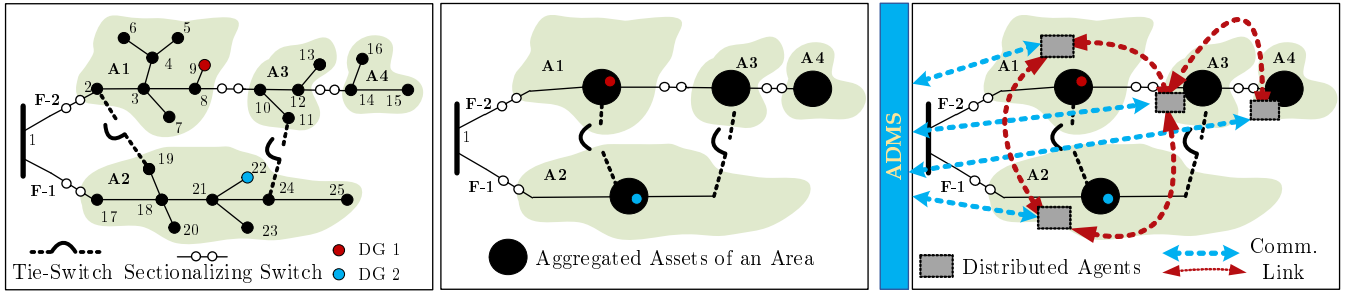 6
5
4
9
13
16
A1
A3
A4
2
3
8
10
12
14
15
F-2
7
11
1
19
22
A2
21
24
25
F-1
17
18
20
23
Tie-Switch
Sectionalizing Switch
DG 1
DG 2
A1
A3
A4
F-2
1
A2
F-1
Aggregated Assets of an Area
ADMS
A1
A3
A4
F-2
1
A2
F-1
Distributed Agents
Comm.
Link